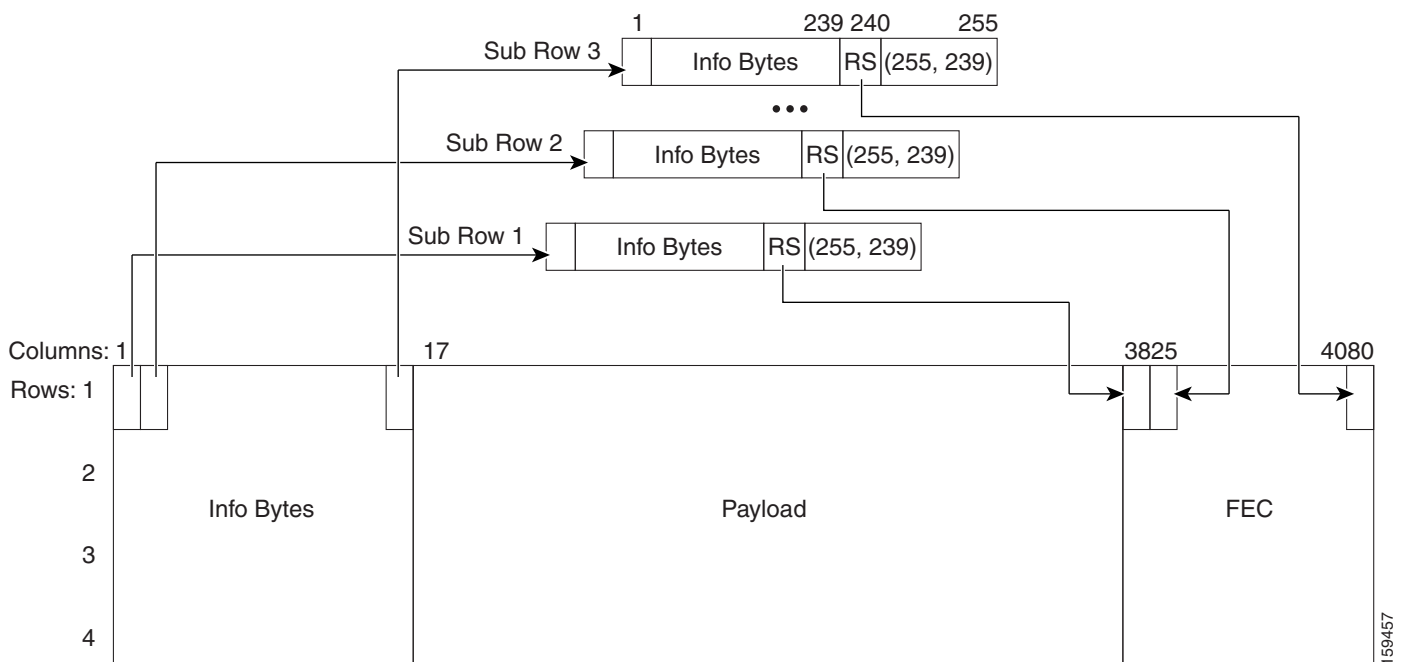 1 239 240 255
Sub Row 3 Info Bytes RS (255, 239)
•••
Sub Row 2 Info Bytes RS (255, 239)
Sub Row 1 Info Bytes RS (255, 239)
Columns: 1 17 3825 4080
Rows: 1
2
Info Bytes Payload FEC
3
4
159457